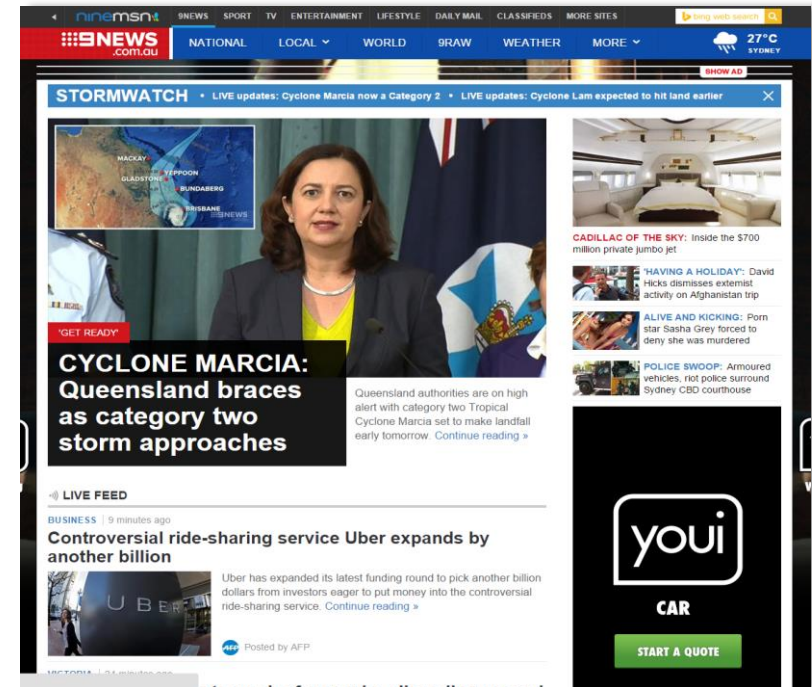 ninemsn 9NEWS SPORT TV ENTERTAINMENT LIFESTYLE DAILY MAIL CLASSIFIEDS MORE SITES bing web search
9NEWS .com.au NATIONAL LOCAL WORLD 9RAW WEATHER MORE 27°C SYDNEY
SHOW AD
STORMWATCH • LIVE updates: Cyclone Marcia now a Category 2 • LIVE updates: Cyclone Lam expected to hit land earlier
MACKAY
YEPPOON
GLADSTONE
BUNDABERG
BRISBANE
9NEWS
'GET READY'
CYCLONE MARCIA:
Queensland braces
as category two
storm approaches
Queensland authorities are on high
alert with category two Tropical
Cyclone Marcia set to make landfall
early tomorrow. Continue reading »
CADILLAC OF THE SKY: Inside the $700
million private jumbo jet
'HAVING A HOLIDAY': David
Hicks dismisses extemist
activity on Afghanistan trip
ALIVE AND KICKING: Porn
star Sasha Grey forced to
deny she was murdered
POLICE SWOOP: Armoured
vehicles, riot police surround
Sydney CBD courthouse
LIVE FEED
BUSINESS 9 minutes ago
Controversial ride-sharing service Uber expands by
another billion
UBER
Uber has expanded its latest funding round to pick another billion
dollars from investors eager to put money into the controversial
ride-sharing service. Continue reading »
AFP Posted by AFP
youi
CAR
START A QUOTE